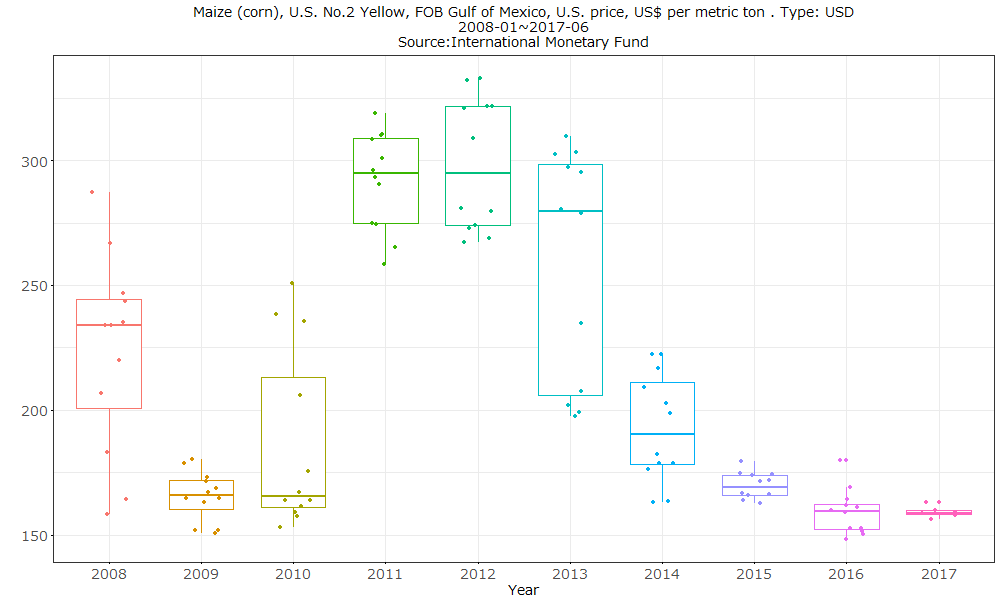 Maize (corn), U.S. No.2 Yellow, FOB Gulf of Mexico, U.S. price, US$ per metric ton . Type: USD
2008-01~2017-06
Source:International Monetary Fund
300
250
200
150
2008 2009 2010 2011 2012 2013 2014 2015 2016 2017
Year